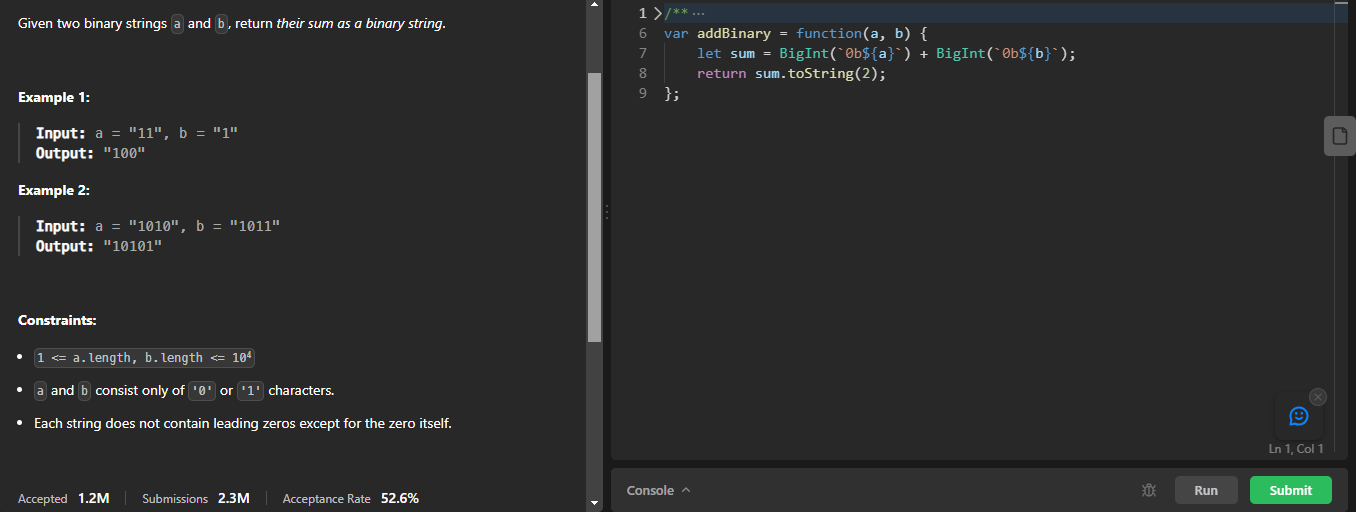 Given two binary strings a and b, return their sum as a binary string.
Example 1:
Input: a = "11", b = "1"
Output: "100"
Example 2:
Input: a = "1010", b = "1011"
Output: "10101"
Constraints:
1 <= a.length, b.length <= 10⁴
a and b consist only of '0' or '1' characters.
Each string does not contain leading zeros except for the zero itself.
Accepted 1.2M Submissions 2.3M Acceptance Rate 52.6%
1 /** ...
6 var addBinary = function(a, b) {
7 let sum = BigInt(`0b${a}`) + BigInt(`0b${b}`);
8 return sum.toString(2);
9 };
Ln 1, Col 1
Console Run Submit